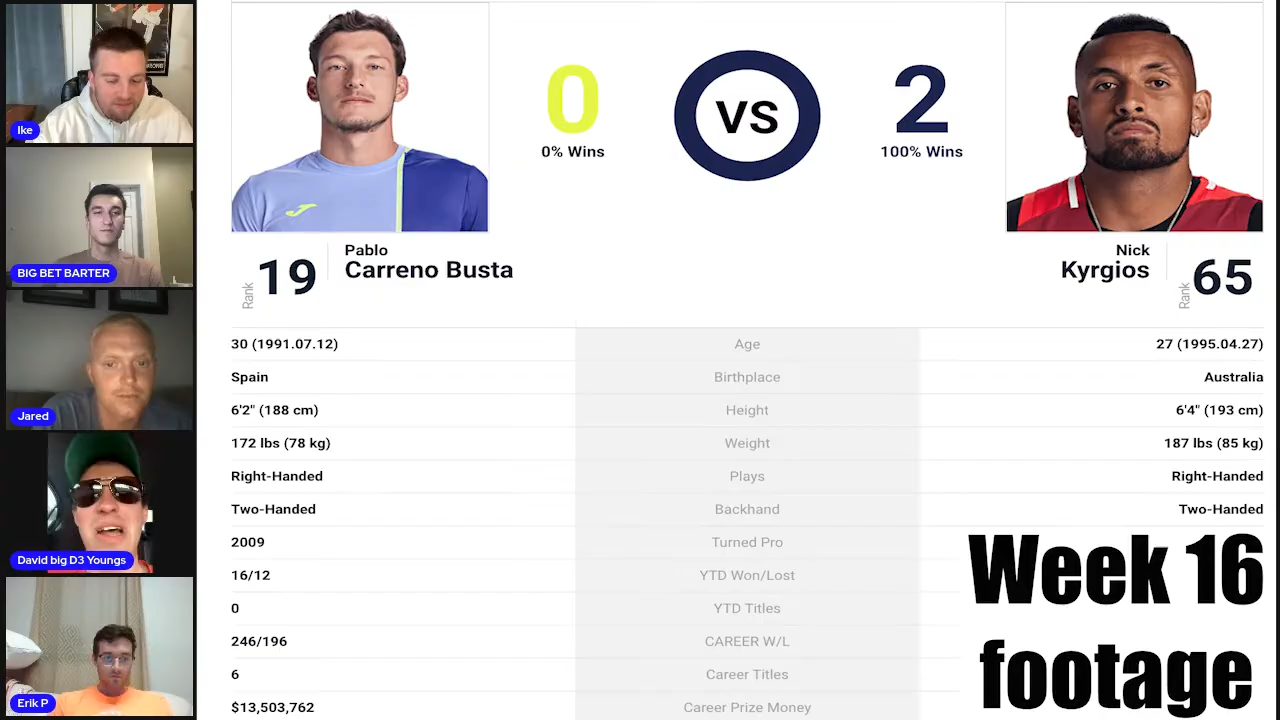 Ike
BIG BET BARTER
Jared
David big D3 Youngs
Erik P
0
0% Wins
VS
2
100% Wins
Rank
19
Pablo
Carreno Busta
Nick
Kyrgios
Rank
65
30 (1991.07.12) Age 27 (1995.04.27)
Spain Birthplace Australia
6'2" (188 cm) Height 6'4" (193 cm)
172 lbs (78 kg) Weight 187 lbs (85 kg)
Right-Handed Plays Right-Handed
Two-Handed Backhand Two-Handed
2009 Turned Pro
16/12 YTD Won/Lost
0 YTD Titles
246/196 CAREER W/L
6 Career Titles
$13,503,762 Career Prize Money
Week 16
footage